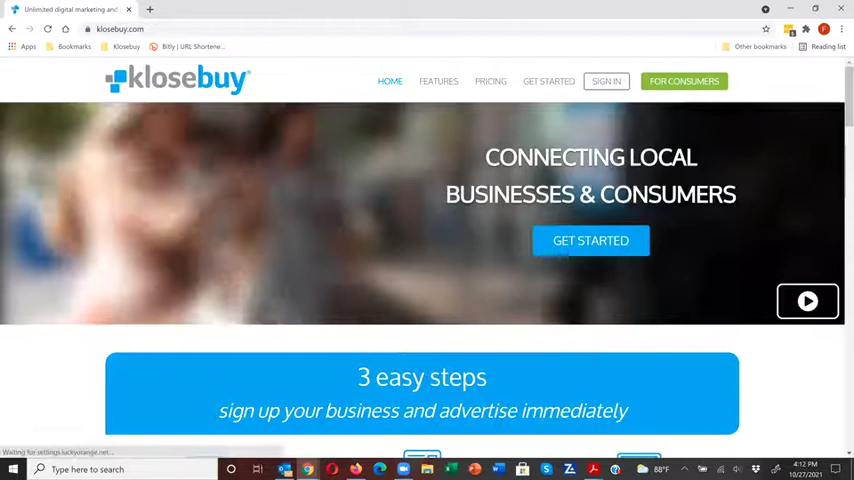 Unlimited digital marketing and
klosebuy.com
F
Apps
Bookmarks
Klosebuy
Bitly | URL Shortene...
Other bookmarks
Reading list
klosebuy®
HOME
FEATURES
PRICING
GET STARTED
SIGN IN
FOR CONSUMERS
CONNECTING LOCAL
BUSINESSES & CONSUMERS
GET STARTED
3 easy steps
sign up your business and advertise immediately
Waiting for settings.luckyorange.net...
Type here to search
88°F
4:12 PM
10/27/2021